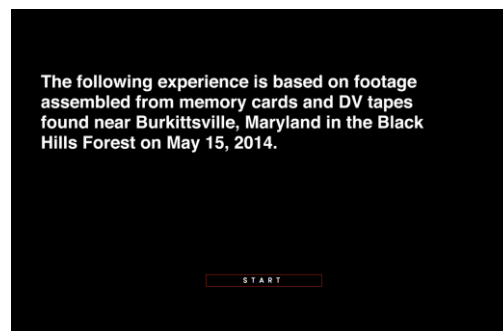 The following experience is based on footage
assembled from memory cards and DV tapes
found near Burkittsville, Maryland in the Black
Hills Forest on May 15, 2014.
START